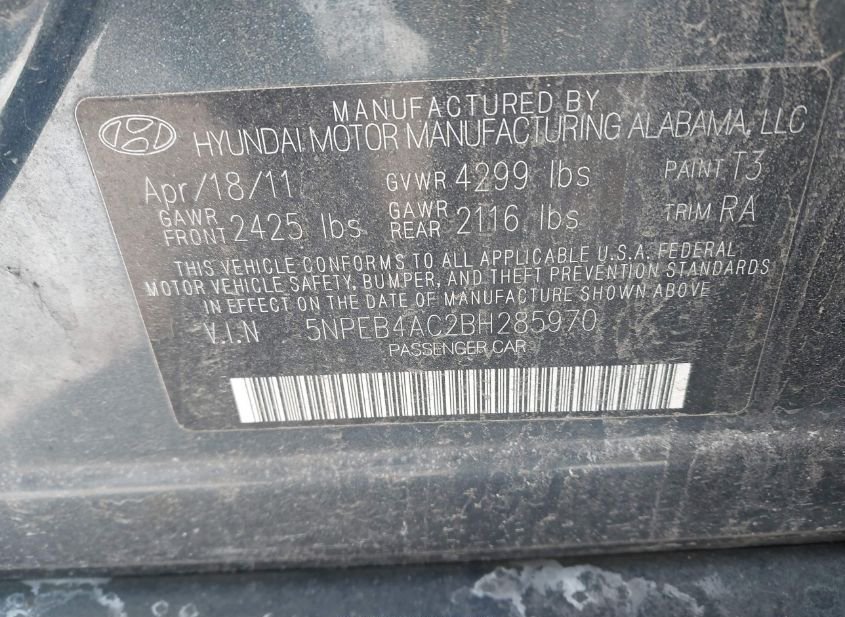 MANUFACTURED BY
HYUNDAI MOTOR MANUFACTURING ALABAMA, LLC
Apr/18/11 GVWR 4299 lbs PAINT T3
GAWR FRONT 2425 lbs GAWR REAR 2116 lbs TRIM RA
THIS VEHICLE CONFORMS TO ALL APPLICABLE U.S.A. FEDERAL
MOTOR VEHICLE SAFETY, BUMPER, AND THEFT PREVENTION STANDARDS
IN EFFECT ON THE DATE OF MANUFACTURE SHOWN ABOVE
V.I.N 5NPEB4AC2BH285970
PASSENGER CAR